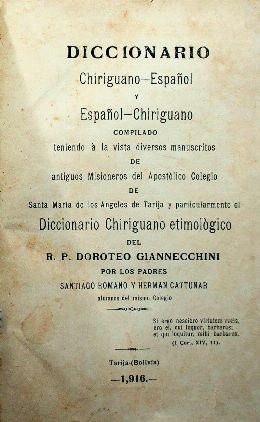 DICCIONARIO
Chiriguano—Español
Y
Español—Chiriguano
COMPILADO
teniendo à la vista diversos manuscritos
DE
antiguos Misioneros del Apostólico Colegio
DE
Santa María de los Angeles de Tarija y particularmente el
Diccionario Chiriguano etimològico
DEL
R. P. DOROTEO GIANNECCHINI
POR LOS PADRES
SANTIAGO ROMANO Y HERMAN CATTUNAR
alumnos del mismo Colegio
Si ergo nesciero virtutem vocis,
ero ei, cui loquor, barbarus:
et qui loquitur, mihi barbarus.
(I Cor., XIV, 11).
Tarija-(Bolivia)
—1,916.—